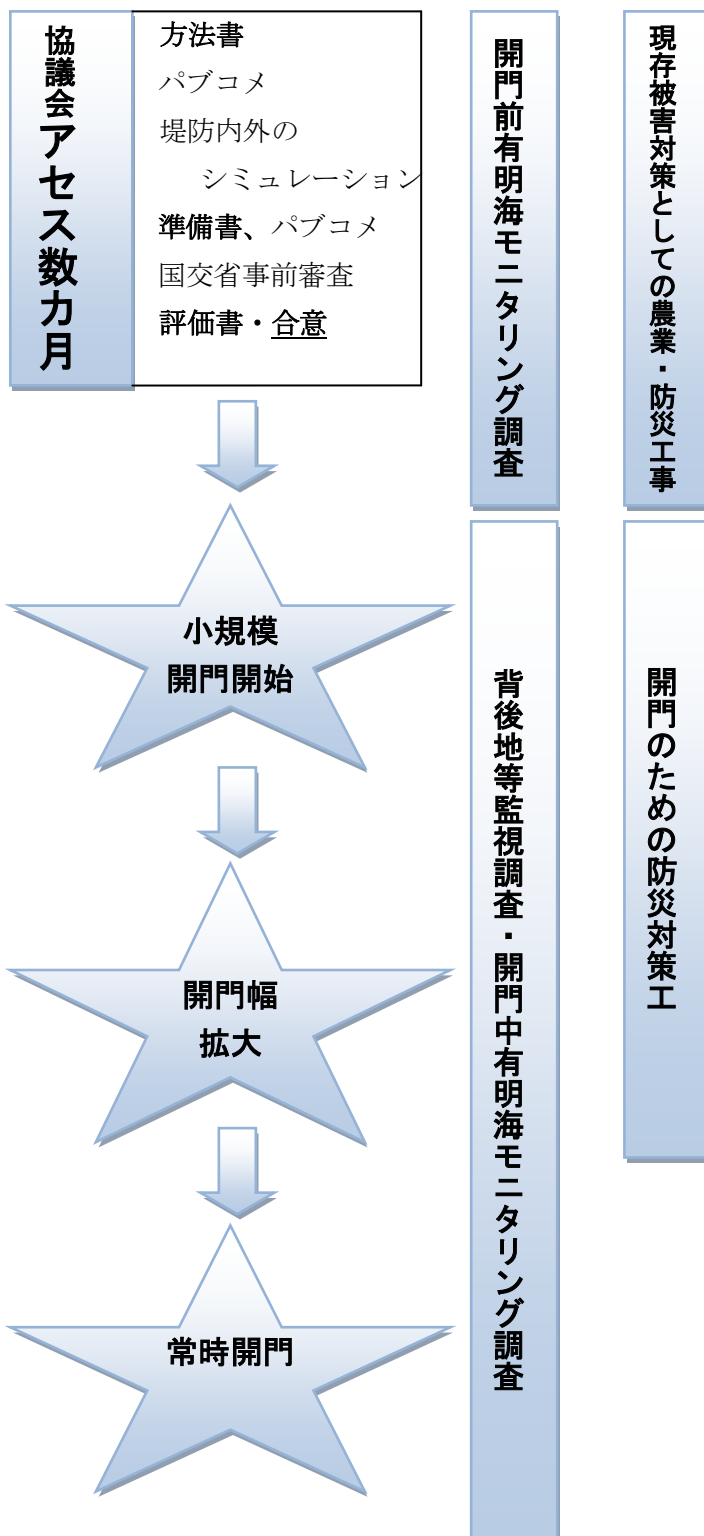 協議会アセス数カ月
方法書
パブコメ
堤防内外の
シミュレーション
準備書、パブコメ
国交省事前審査
評価書・合意
小規模
開門開始
開門幅
拡大
常時開門
開門前有明海モニタリング調査
背後地等監視調査・開門中有明海モニタリング調査
現存被害対策としての農業・防災工事
開門のための防災対策工